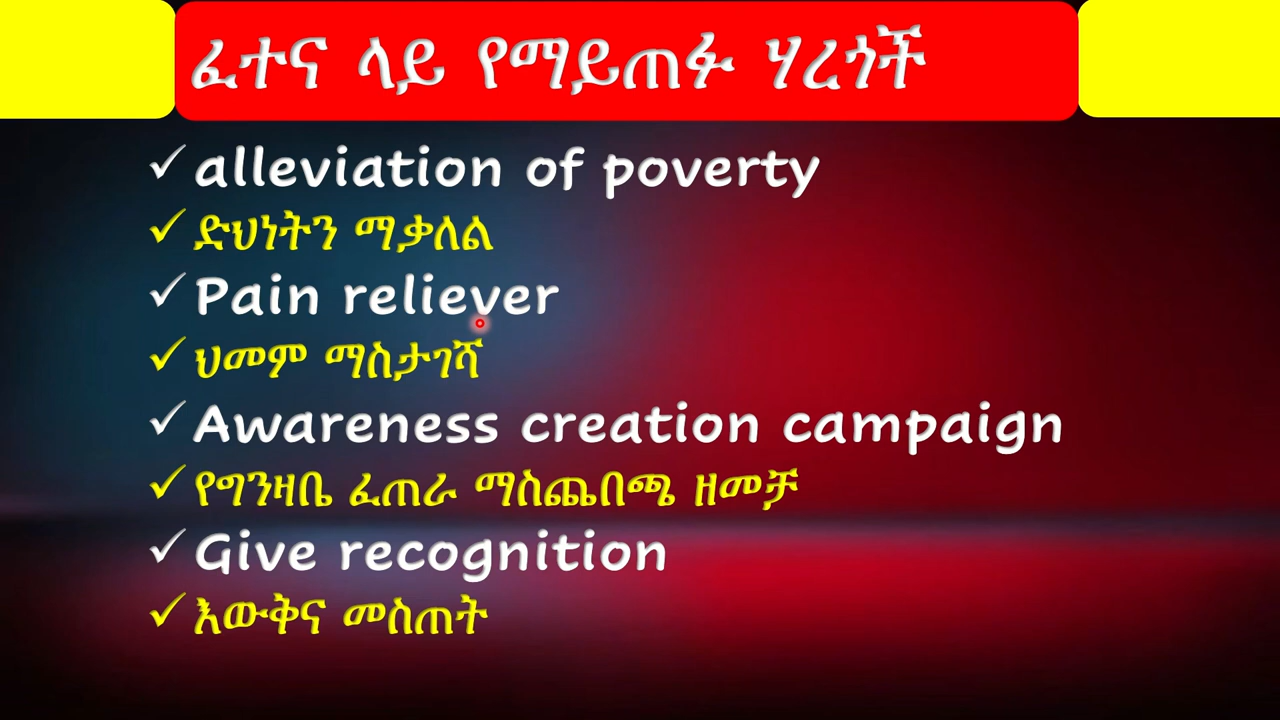 ፈተና ላይ የማይጠፉ ሃረጎች
✓ alleviation of poverty
✓ ድህነትን ማቃለል
✓ Pain reliever
✓ ህመም ማስታገሻ
✓ Awareness creation campaign
✓ የግንዛቤ ፈጠራ ማስጨበጫ ዘመቻ
✓ Give recognition
✓ እውቅና መስጠት